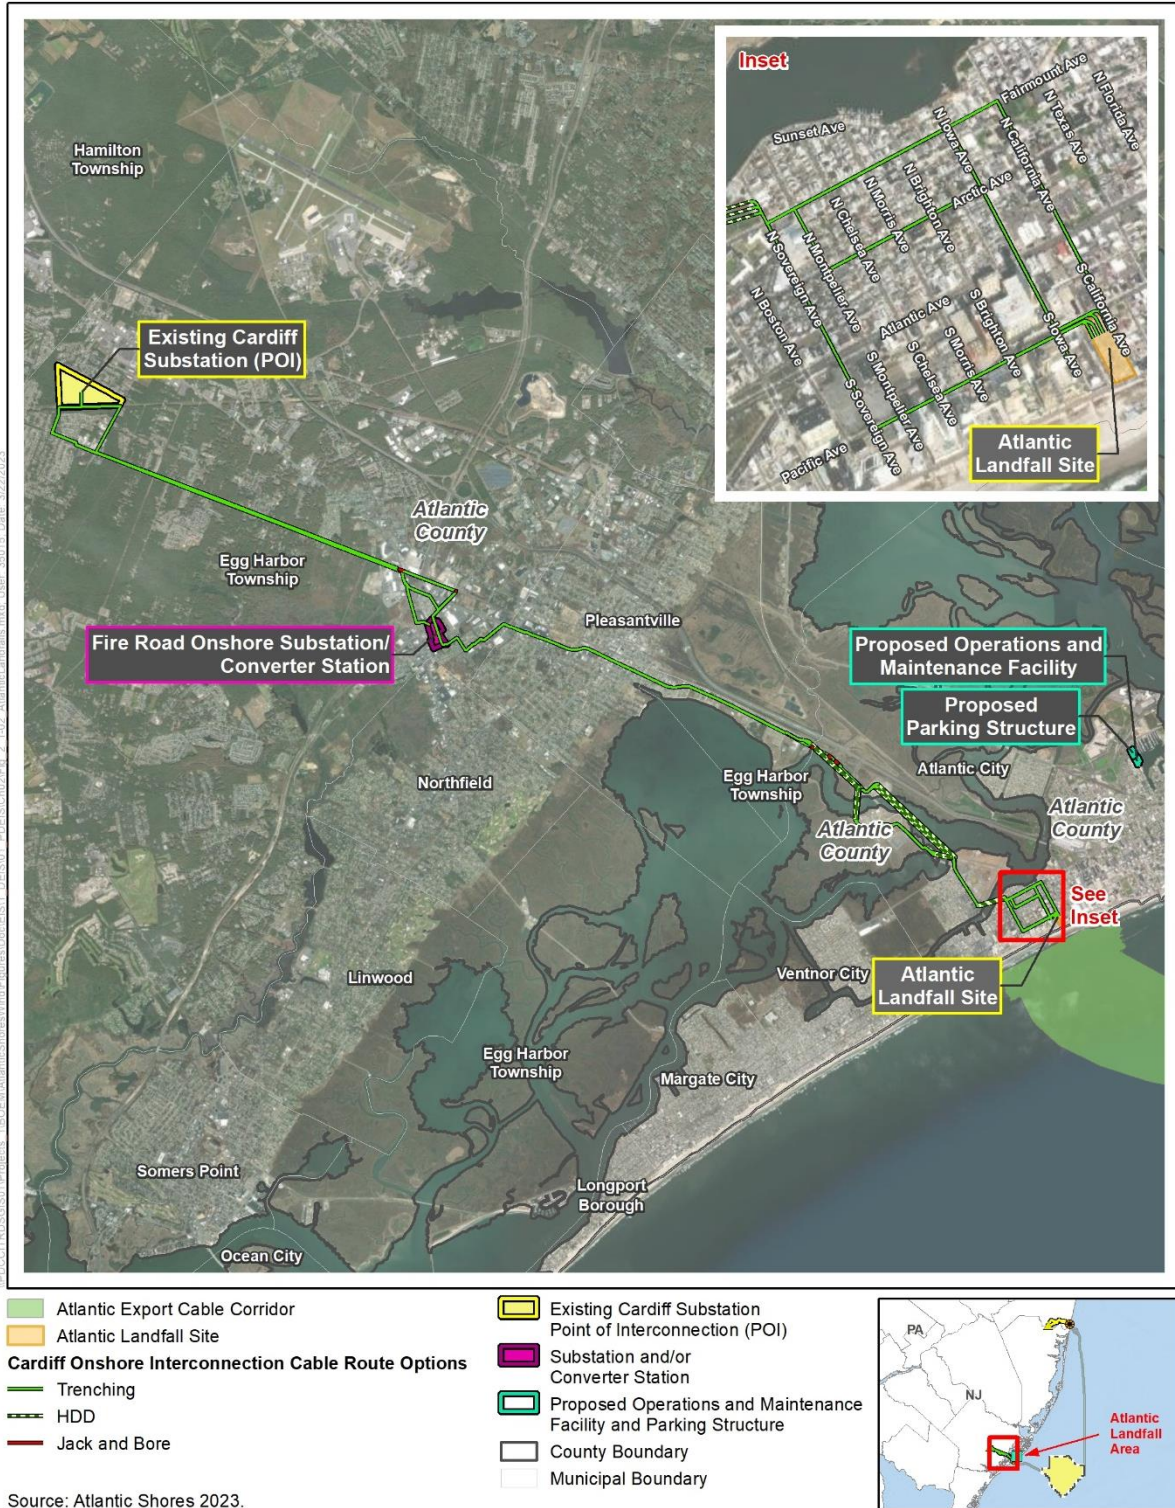 Hamilton
Township
Existing Cardiff
Substation (POI)
Atlantic
County
Egg Harbor
Township
Fire Road Onshore Substation/
Converter Station
Pleasantville
Proposed Operations and
Maintenance Facility
Proposed
Parking Structure
Northfield
Egg Harbor
Township
Atlantic City
Atlantic
County
Atlantic
County
See
Inset
Linwood
Ventnor City
Atlantic
Landfall Site
Egg Harbor
Township
Margate City
Somers Point
Longport
Borough
Ocean City
Inset
Fairmount Ave
N Florida Ave
N Texas Ave
Sunset Ave
N Iowa Ave
N California Ave
Arctic Ave
N Brighton Ave
N Morris Ave
N Chelsea Ave
N Montpelier Ave
N Sovereign Ave
N Boston Ave
Atlantic Ave
S California Ave
S Iowa Ave
S Brighton Ave
S Morris Ave
S Chelsea Ave
S Montpelier Ave
S Sovereign Ave
Pacific Ave
Atlantic
Landfall Site
Atlantic Export Cable Corridor
Atlantic Landfall Site
Cardiff Onshore Interconnection Cable Route Options
Trenching
HDD
Jack and Bore
Source: Atlantic Shores 2023.
Existing Cardiff Substation
Point of Interconnection (POI)
Substation and/or
Converter Station
Proposed Operations and Maintenance
Facility and Parking Structure
County Boundary
Municipal Boundary
PA
NJ
Atlantic
Landfall
Area